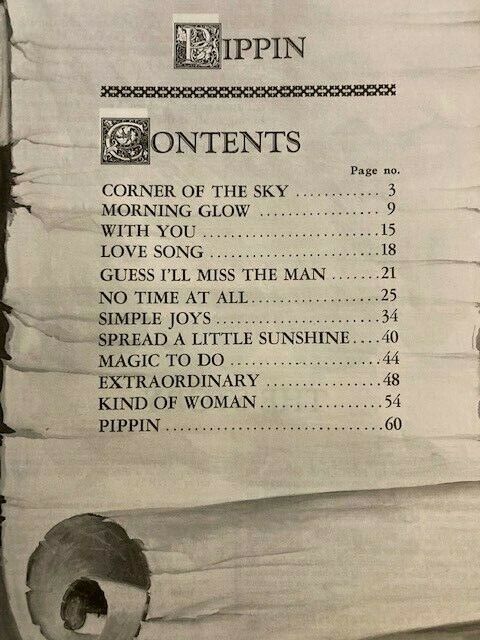 PIPPIN
CONTENTS
Page no.
CORNER OF THE SKY ............ 3
MORNING GLOW ................. 9
WITH YOU ......................... 15
LOVE SONG ........................ 18
GUESS I'LL MISS THE MAN ...... 21
NO TIME AT ALL ................. 25
SIMPLE JOYS ....................... 34
SPREAD A LITTLE SUNSHINE .... 40
MAGIC TO DO ..................... 44
EXTRAORDINARY ................ 48
KIND OF WOMAN ................. 54
PIPPIN .............................. 60